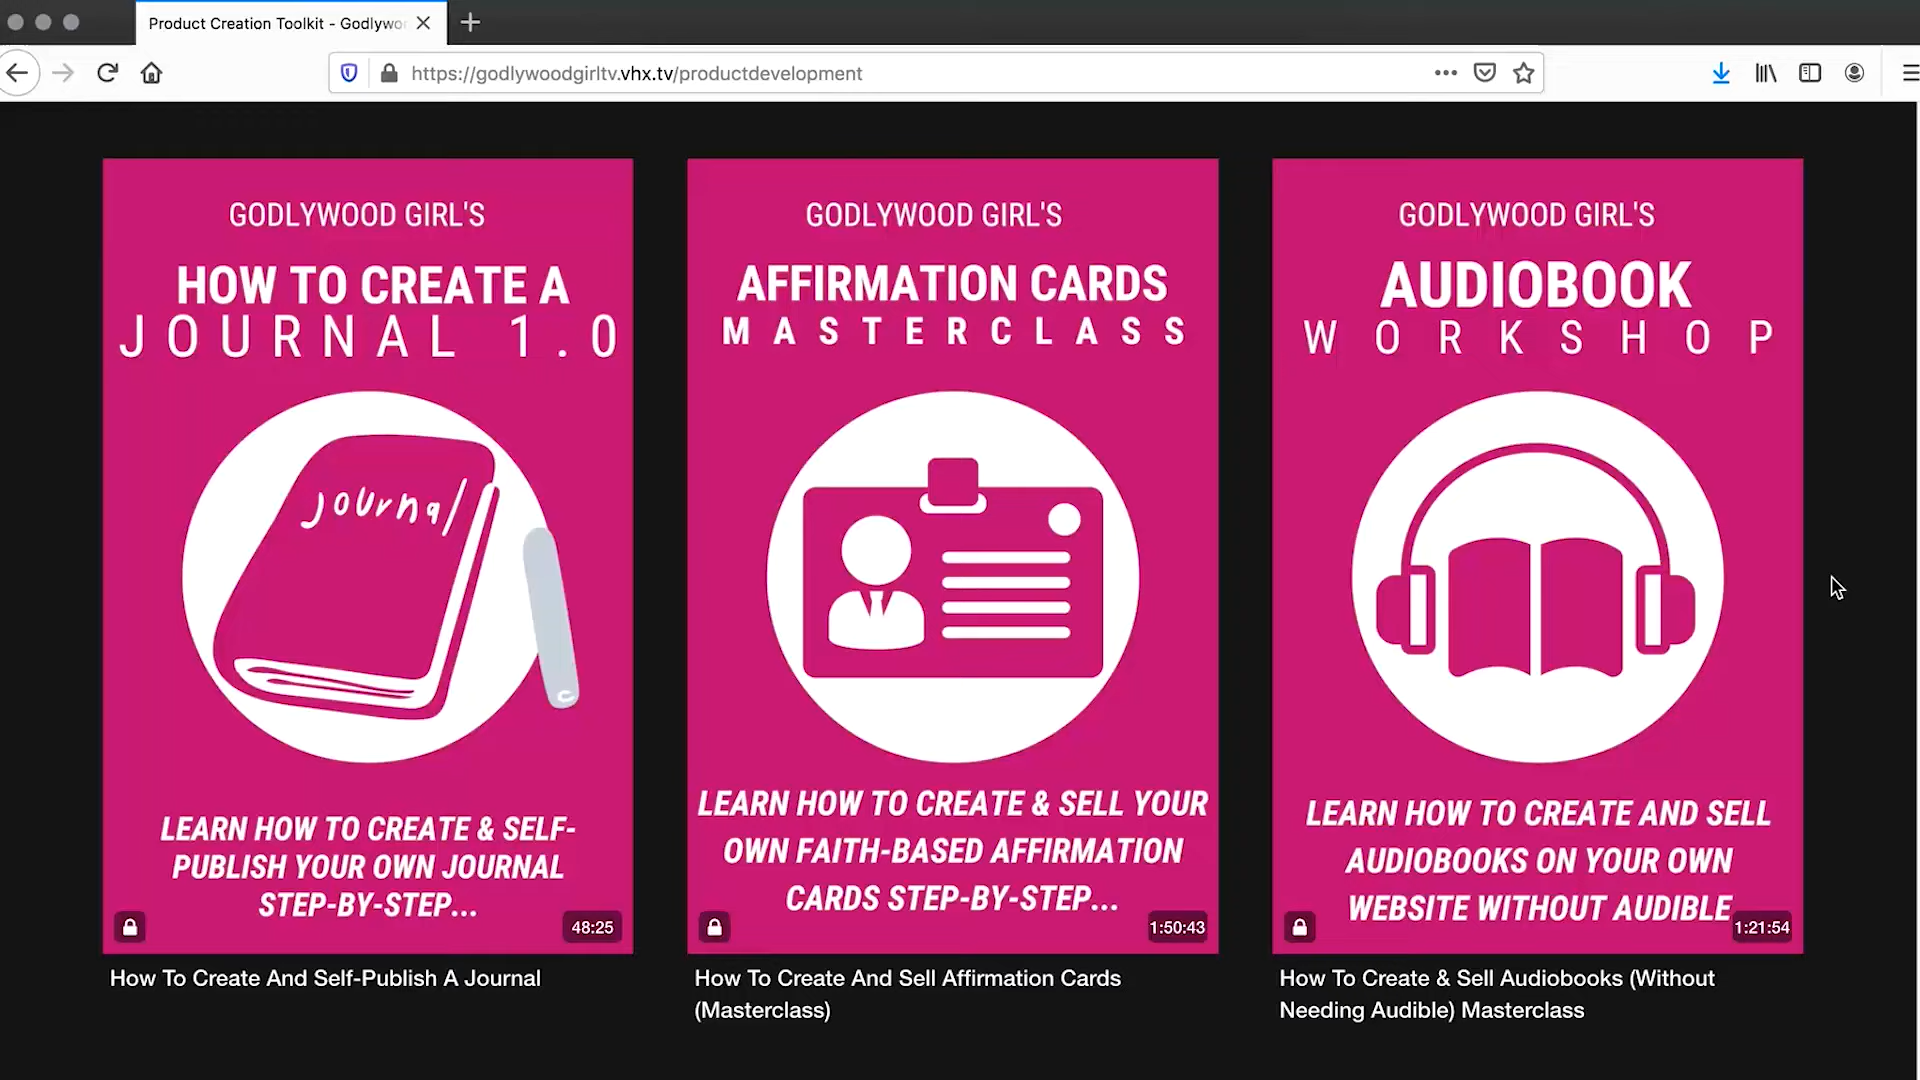 Product Creation Toolkit - Godlywo
https://godlywoodgirltv.vhx.tv/productdevelopment
GODLYWOOD GIRL'S
HOW TO CREATE A
JOURNAL 1.0
Journal
LEARN HOW TO CREATE & SELF-
PUBLISH YOUR OWN JOURNAL
STEP-BY-STEP...
48:25
How To Create And Self-Publish A Journal
GODLYWOOD GIRL'S
AFFIRMATION CARDS
MASTERCLASS
LEARN HOW TO CREATE & SELL YOUR
OWN FAITH-BASED AFFIRMATION
CARDS STEP-BY-STEP...
1:50:43
How To Create And Sell Affirmation Cards
(Masterclass)
GODLYWOOD GIRL'S
AUDIOBOOK
WORKSHOP
LEARN HOW TO CREATE AND SELL
AUDIOBOOKS ON YOUR OWN
WEBSITE WITHOUT AUDIBLE
1:21:54
How To Create & Sell Audiobooks (Without
Needing Audible) Masterclass